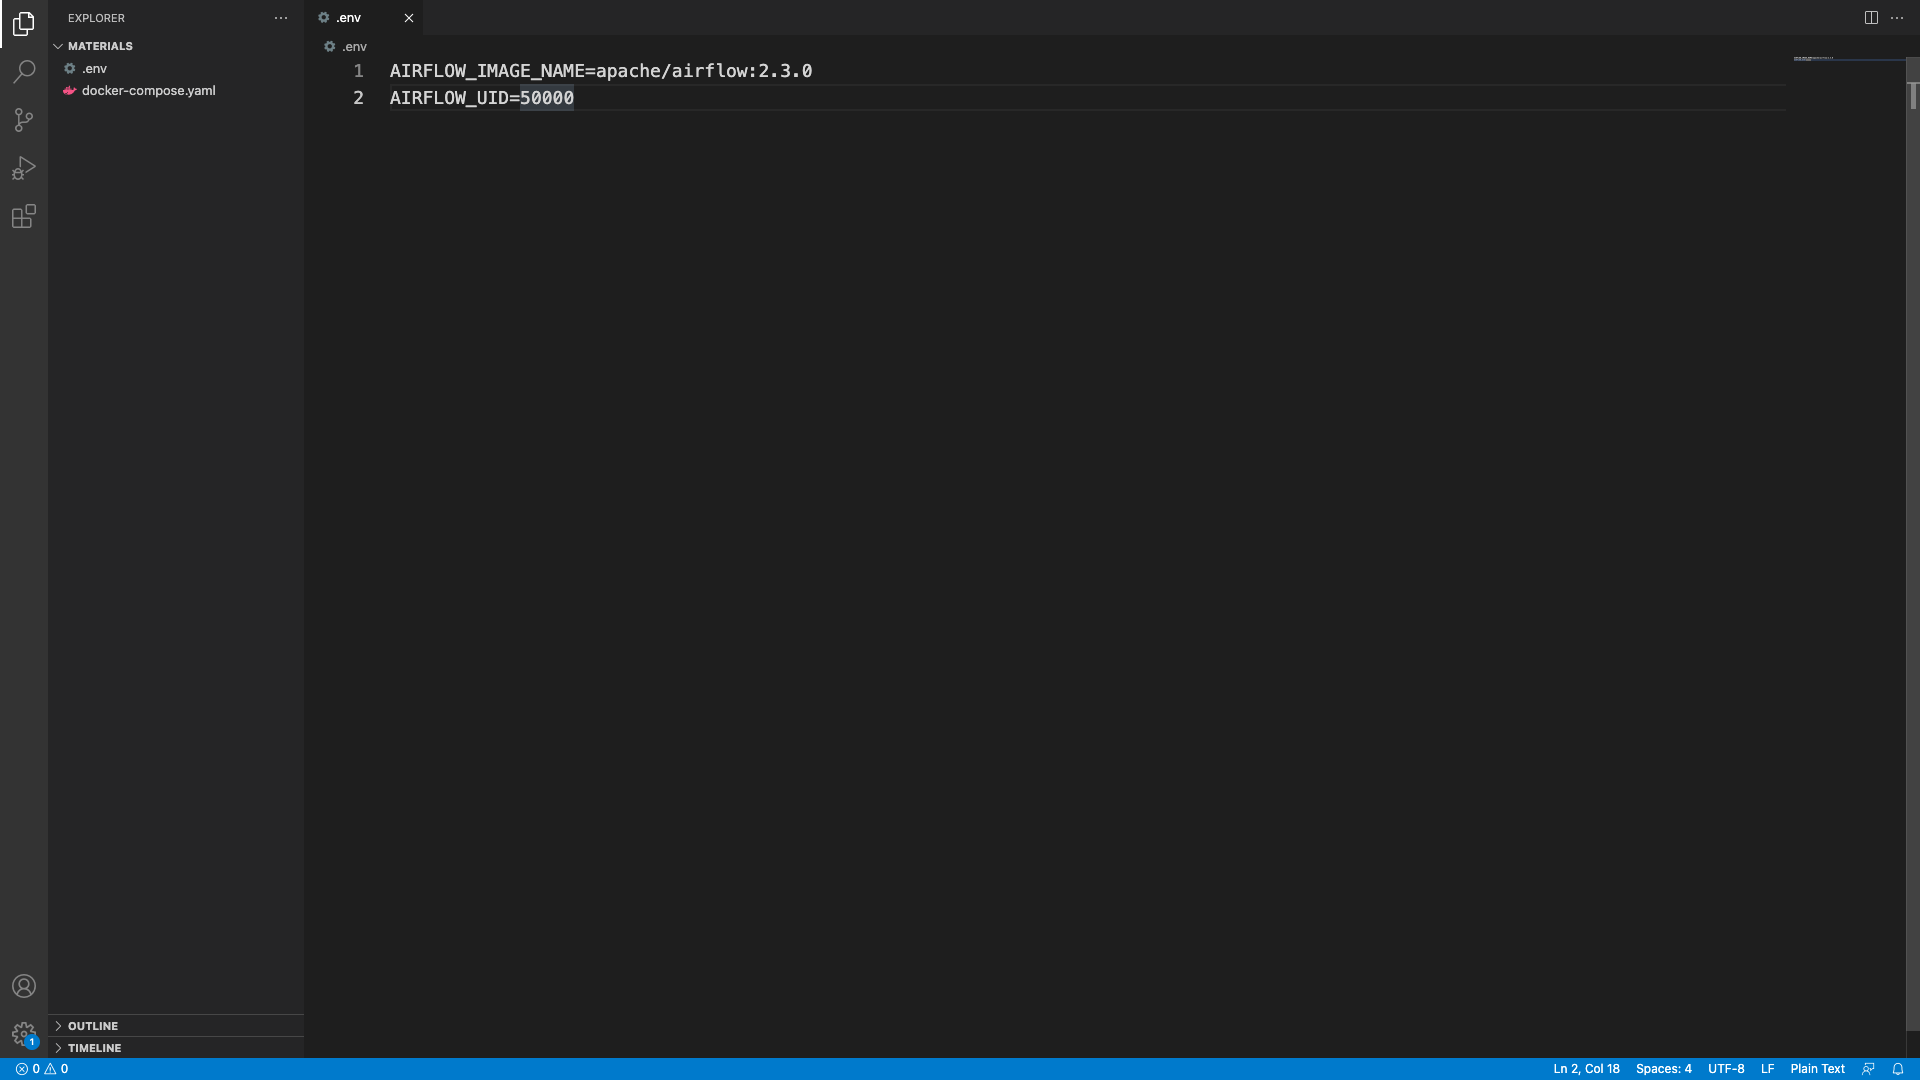 EXPLORER
MATERIALS
.env
docker-compose.yaml
OUTLINE
TIMELINE
.env
.env
1 AIRFLOW_IMAGE_NAME=apache/airflow:2.3.0
2 AIRFLOW_UID=50000
1
0 0
Ln 2, Col 18 Spaces: 4 UTF-8 LF Plain Text